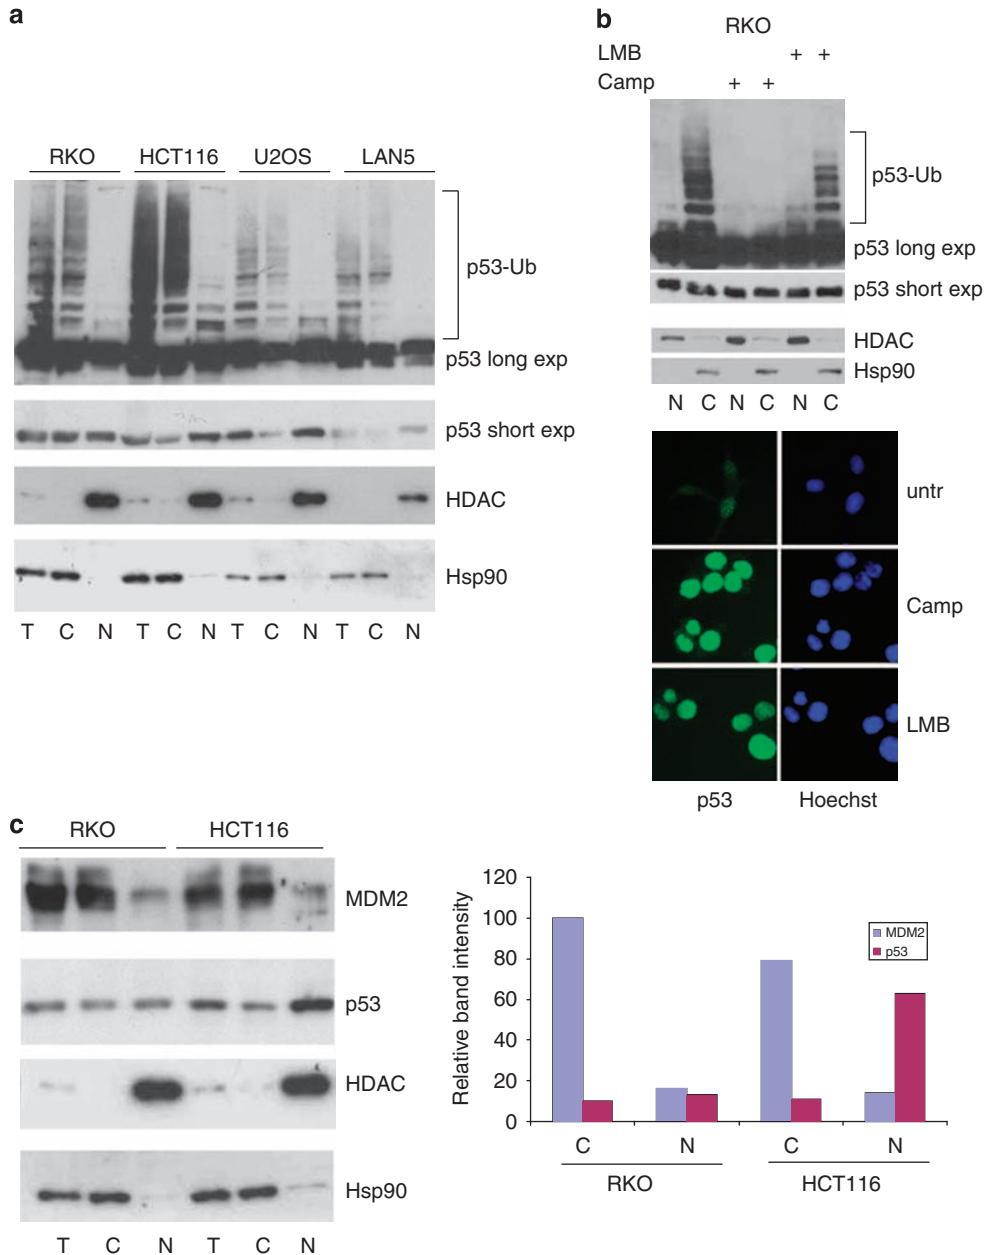 a
RKO HCT116 U2OS LAN5
p53-Ub
p53 long exp
p53 short exp
HDAC
Hsp90
T C N T C N T C N T C N
b
RKO
LMB + +
Camp + +
p53-Ub
p53 long exp
p53 short exp
HDAC
Hsp90
N C N C N C
untr
Camp
LMB
p53 Hoechst
c
RKO HCT116
MDM2
p53
HDAC
Hsp90
T C N T C N
Relative band intensity
120
100
80
60
40
20
0
MDM2
p53
C N C N
RKO HCT116